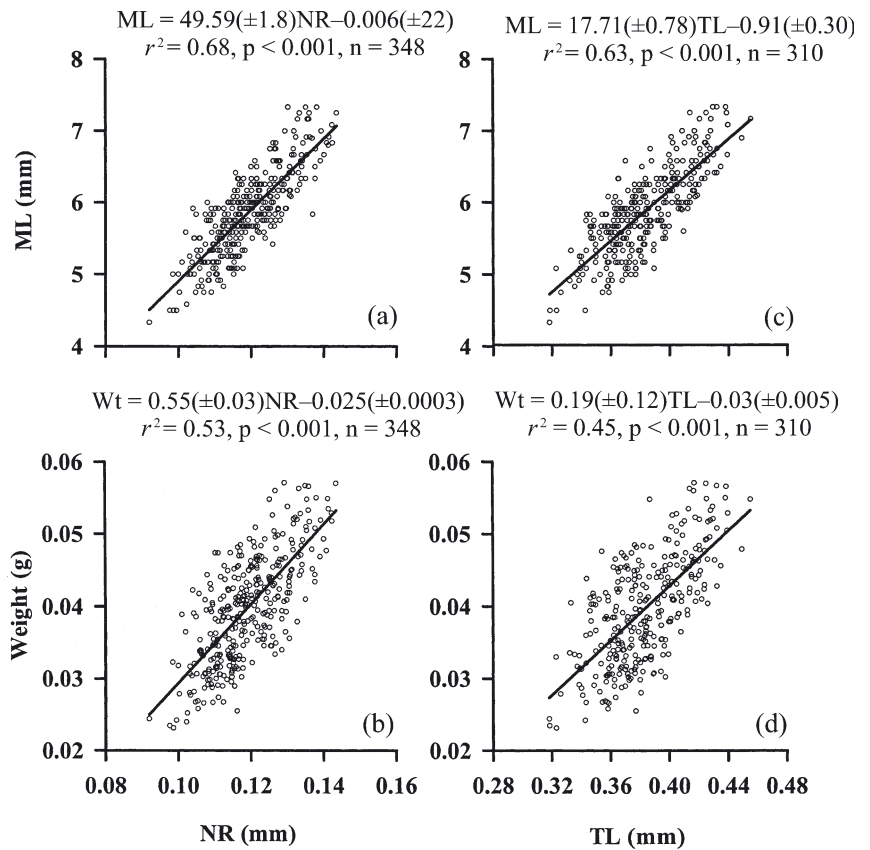 ML = 49.59(±1.8)NR–0.006(±22)
r² = 0.68, p < 0.001, n = 348
ML = 17.71(±0.78)TL–0.91(±0.30)
r² = 0.63, p < 0.001, n = 310
8
7
6
5
4
ML (mm)
(a)
8
7
6
5
4
(c)
Wt = 0.55(±0.03)NR–0.025(±0.0003)
r² = 0.53, p < 0.001, n = 348
Wt = 0.19(±0.12)TL–0.03(±0.005)
r² = 0.45, p < 0.001, n = 310
0.06
0.05
0.04
0.03
0.02
Weight (g)
(b)
0.06
0.05
0.04
0.03
0.02
(d)
0.08 0.10 0.12 0.14 0.16
0.28 0.32 0.36 0.40 0.44 0.48
NR (mm)
TL (mm)